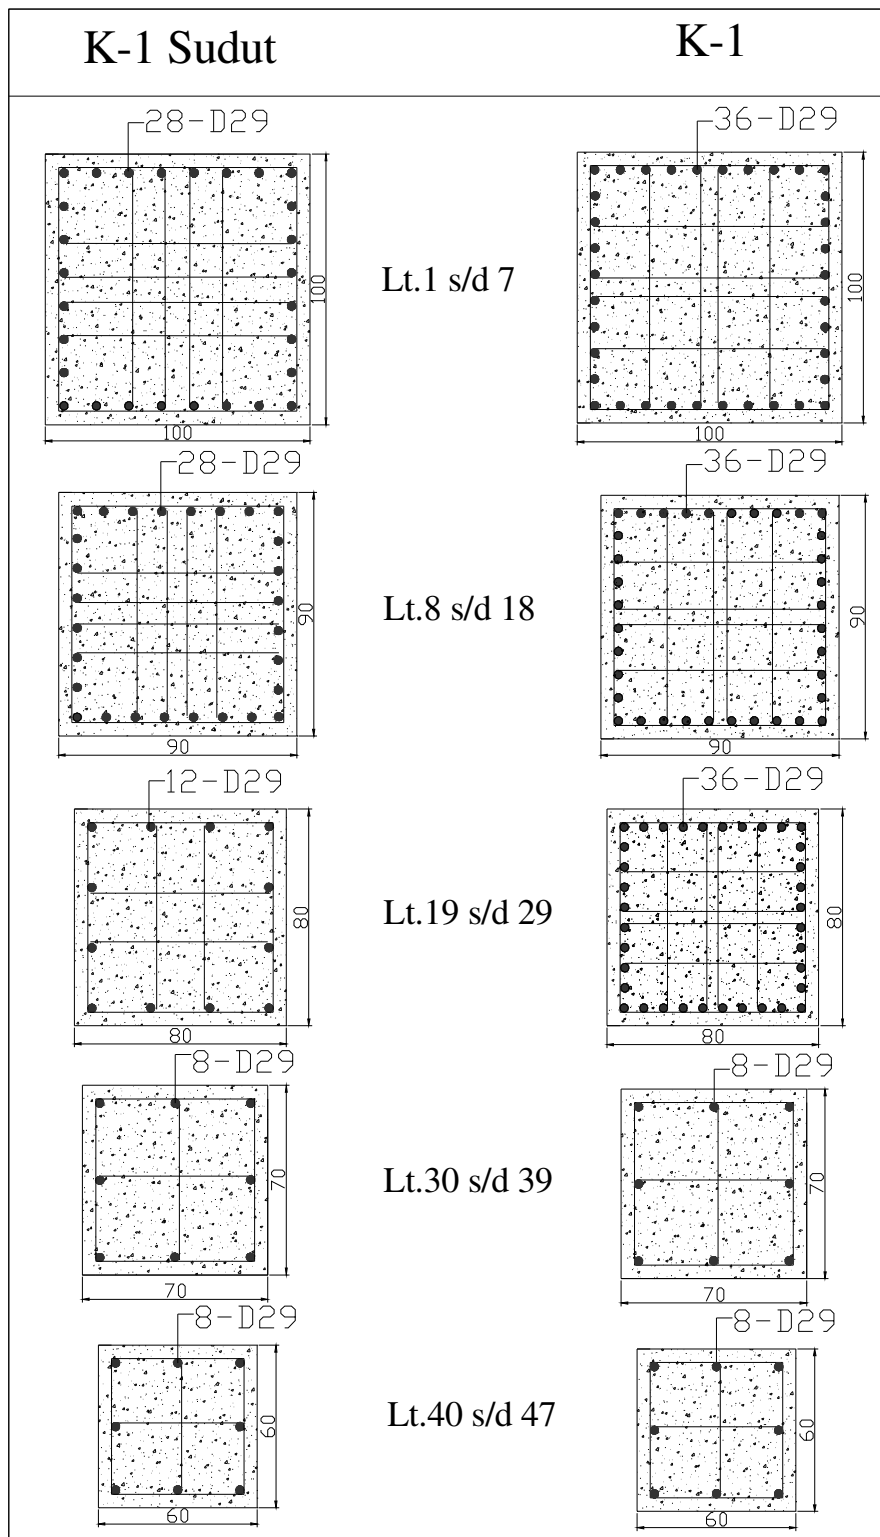 K-1 Sudut
K-1
28-D29
36-D29
Lt.1 s/d 7
100
100
100
100
28-D29
36-D29
Lt.8 s/d 18
90
90
90
90
12-D29
36-D29
Lt.19 s/d 29
80
80
80
80
8-D29
8-D29
Lt.30 s/d 39
70
70
70
70
8-D29
8-D29
Lt.40 s/d 47
60
60
60
60